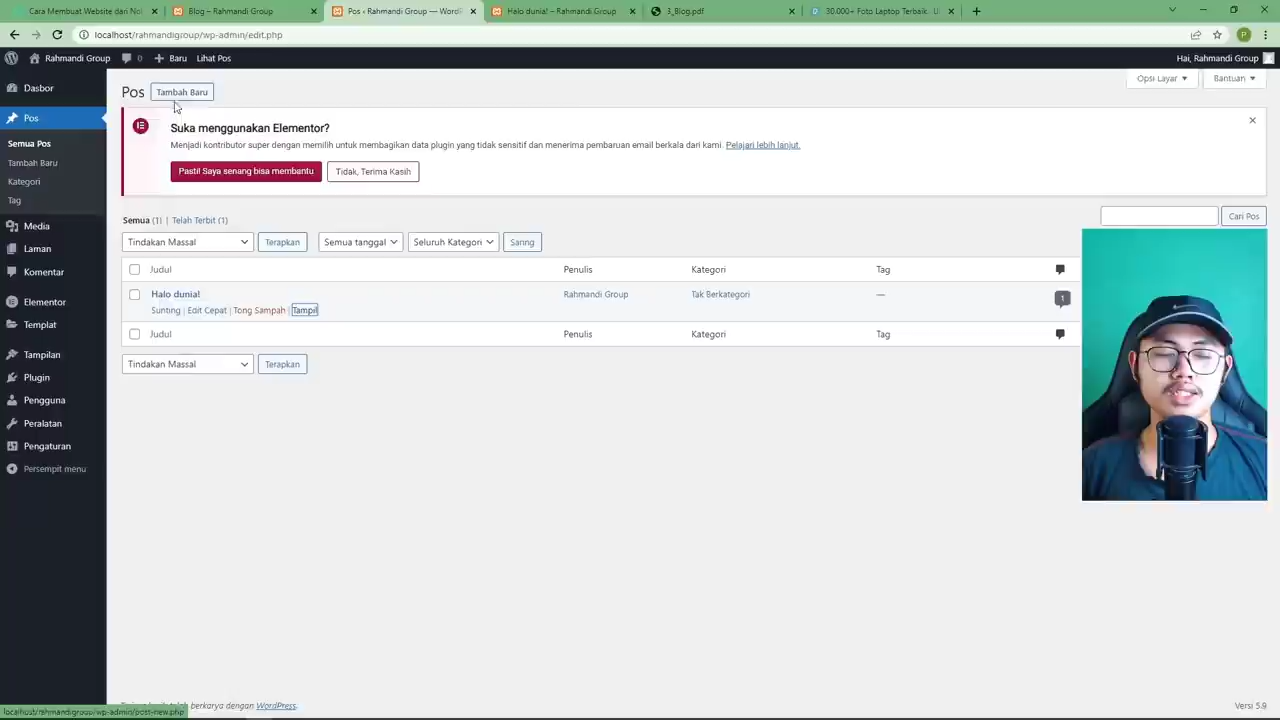 Cara Membuat Website dari Nol
Blog – Rahmandi Group
Pos ‹ Rahmandi Group — WordPr
Halo dunia! – Rahmandi Group
3_Blog.pdf
30.000+ Foto Laptop Terbaik - U
localhost/rahmandigroup/wp-admin/edit.php
P
Rahmandi Group
0
Baru
Lihat Pos
Hai, Rahmandi Group
Dasbor
Pos
Semua Pos
Tambah Baru
Kategori
Tag
Media
Laman
Komentar
Elementor
Templat
Tampilan
Plugin
Pengguna
Peralatan
Pengaturan
Persempit menu
Pos
Tambah Baru
Opsi Layar
Bantuan
Suka menggunakan Elementor?
Menjadi kontributor super dengan memilih untuk membagikan data plugin yang tidak sensitif dan menerima pembaruan email berkala dari kami. Pelajari lebih lanjut.
Pasti! Saya senang bisa membantu
Tidak, Terima Kasih
Semua (1) | Telah Terbit (1)
Cari Pos
Tindakan Massal
Terapkan
Semua tanggal
Seluruh Kategori
Saring
Judul
Penulis
Kategori
Tag
Halo dunia!
Rahmandi Group
Tak Berkategori
—
1
Sunting | Edit Cepat | Tong Sampah | Tampil
Judul
Penulis
Kategori
Tag
Tindakan Massal
Terapkan
berkarya dengan WordPress.
Versi 5.9
localhost/rahmandigroup/wp-admin/post-new.php